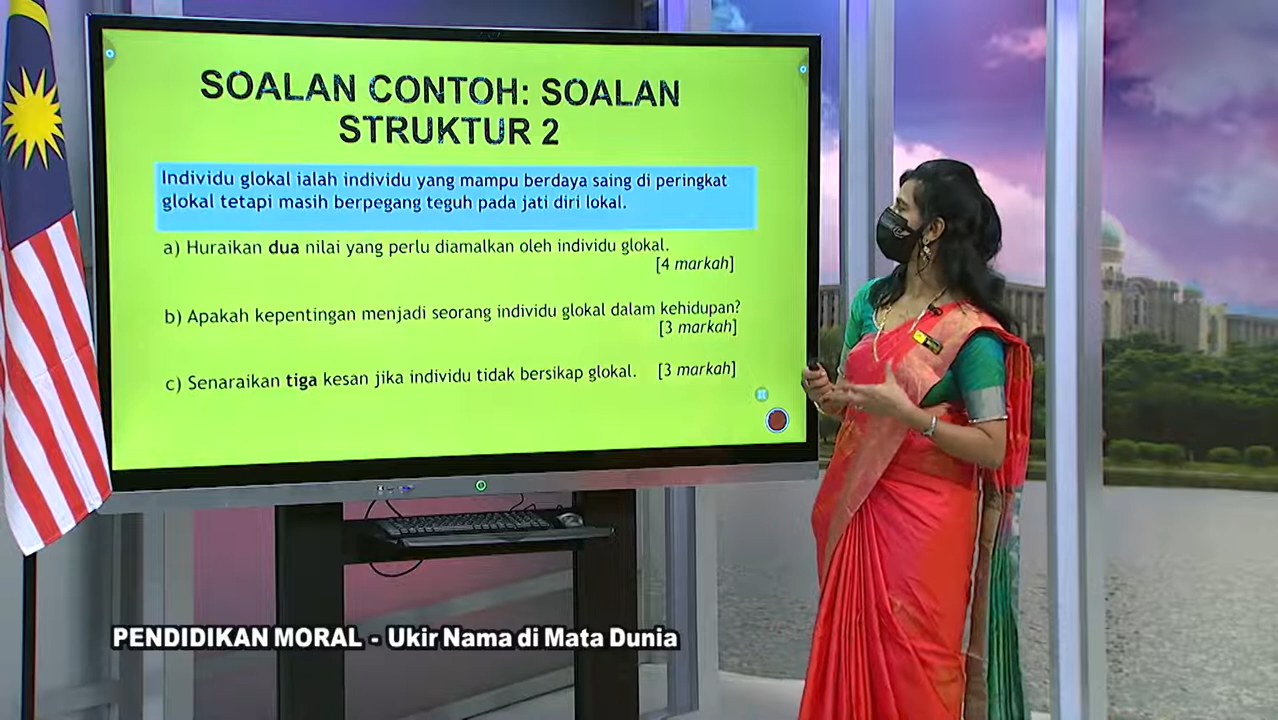 SOALAN CONTOH: SOALAN
STRUKTUR 2
Individu glokal ialah individu yang mampu berdaya saing di peringkat
glokal tetapi masih berpegang teguh pada jati diri lokal.
a) Huraikan dua nilai yang perlu diamalkan oleh individu glokal.
[4 markah]
b) Apakah kepentingan menjadi seorang individu glokal dalam kehidupan?
[3 markah]
c) Senaraikan tiga kesan jika individu tidak bersikap glokal. [3 markah]
PENDIDIKAN MORAL - Ukir Nama di Mata Dunia